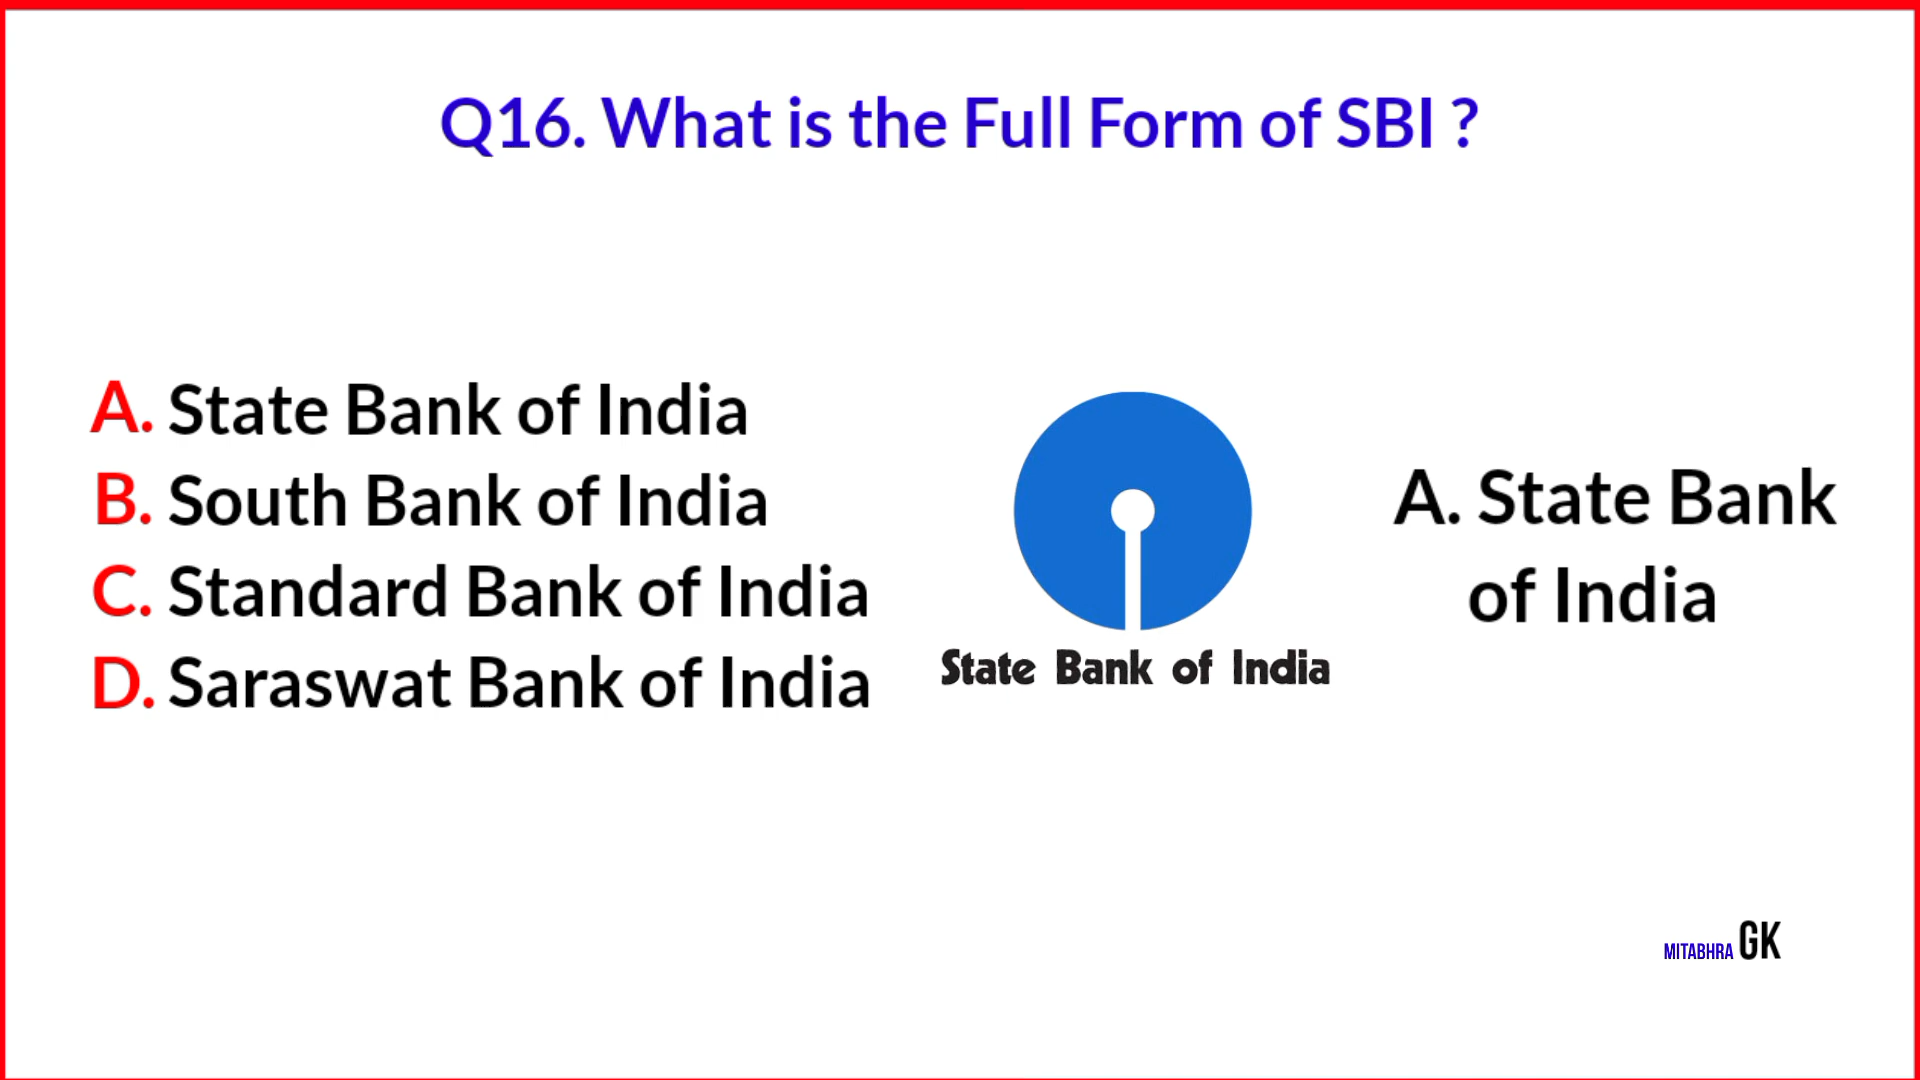 Q16. What is the Full Form of SBI ?
A. State Bank of India
B. South Bank of India
C. Standard Bank of India
D. Saraswat Bank of India
State Bank of India
A. State Bank
of India
MITABHRA GK